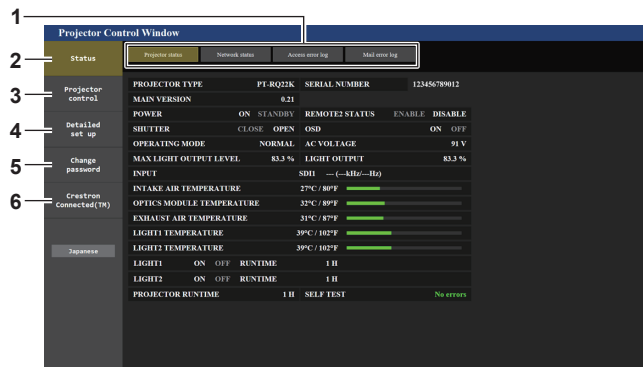 1
Projector Control Window
2
Status
Projector status
Network status
Access error log
Mail error log
3
Projector control
4
Detailed set up
5
Change password
6
Crestron Connected(TM)
Japanese
PROJECTOR TYPE PT-RQ22K SERIAL NUMBER 123456789012
MAIN VERSION 0.21
POWER ON STANDBY REMOTE2 STATUS ENABLE DISABLE
SHUTTER CLOSE OPEN OSD ON OFF
OPERATING MODE NORMAL AC VOLTAGE 91 V
MAX LIGHT OUTPUT LEVEL 83.3 % LIGHT OUTPUT 83.3 %
INPUT SDI1 --- (---kHz/---Hz)
INTAKE AIR TEMPERATURE 27°C / 80°F
OPTICS MODULE TEMPERATURE 32°C / 89°F
EXHAUST AIR TEMPERATURE 31°C / 87°F
LIGHT1 TEMPERATURE 39°C / 102°F
LIGHT2 TEMPERATURE 39°C / 102°F
LIGHT1 ON OFF RUNTIME 1 H
LIGHT2 ON OFF RUNTIME 1 H
PROJECTOR RUNTIME 1 H SELF TEST No errors